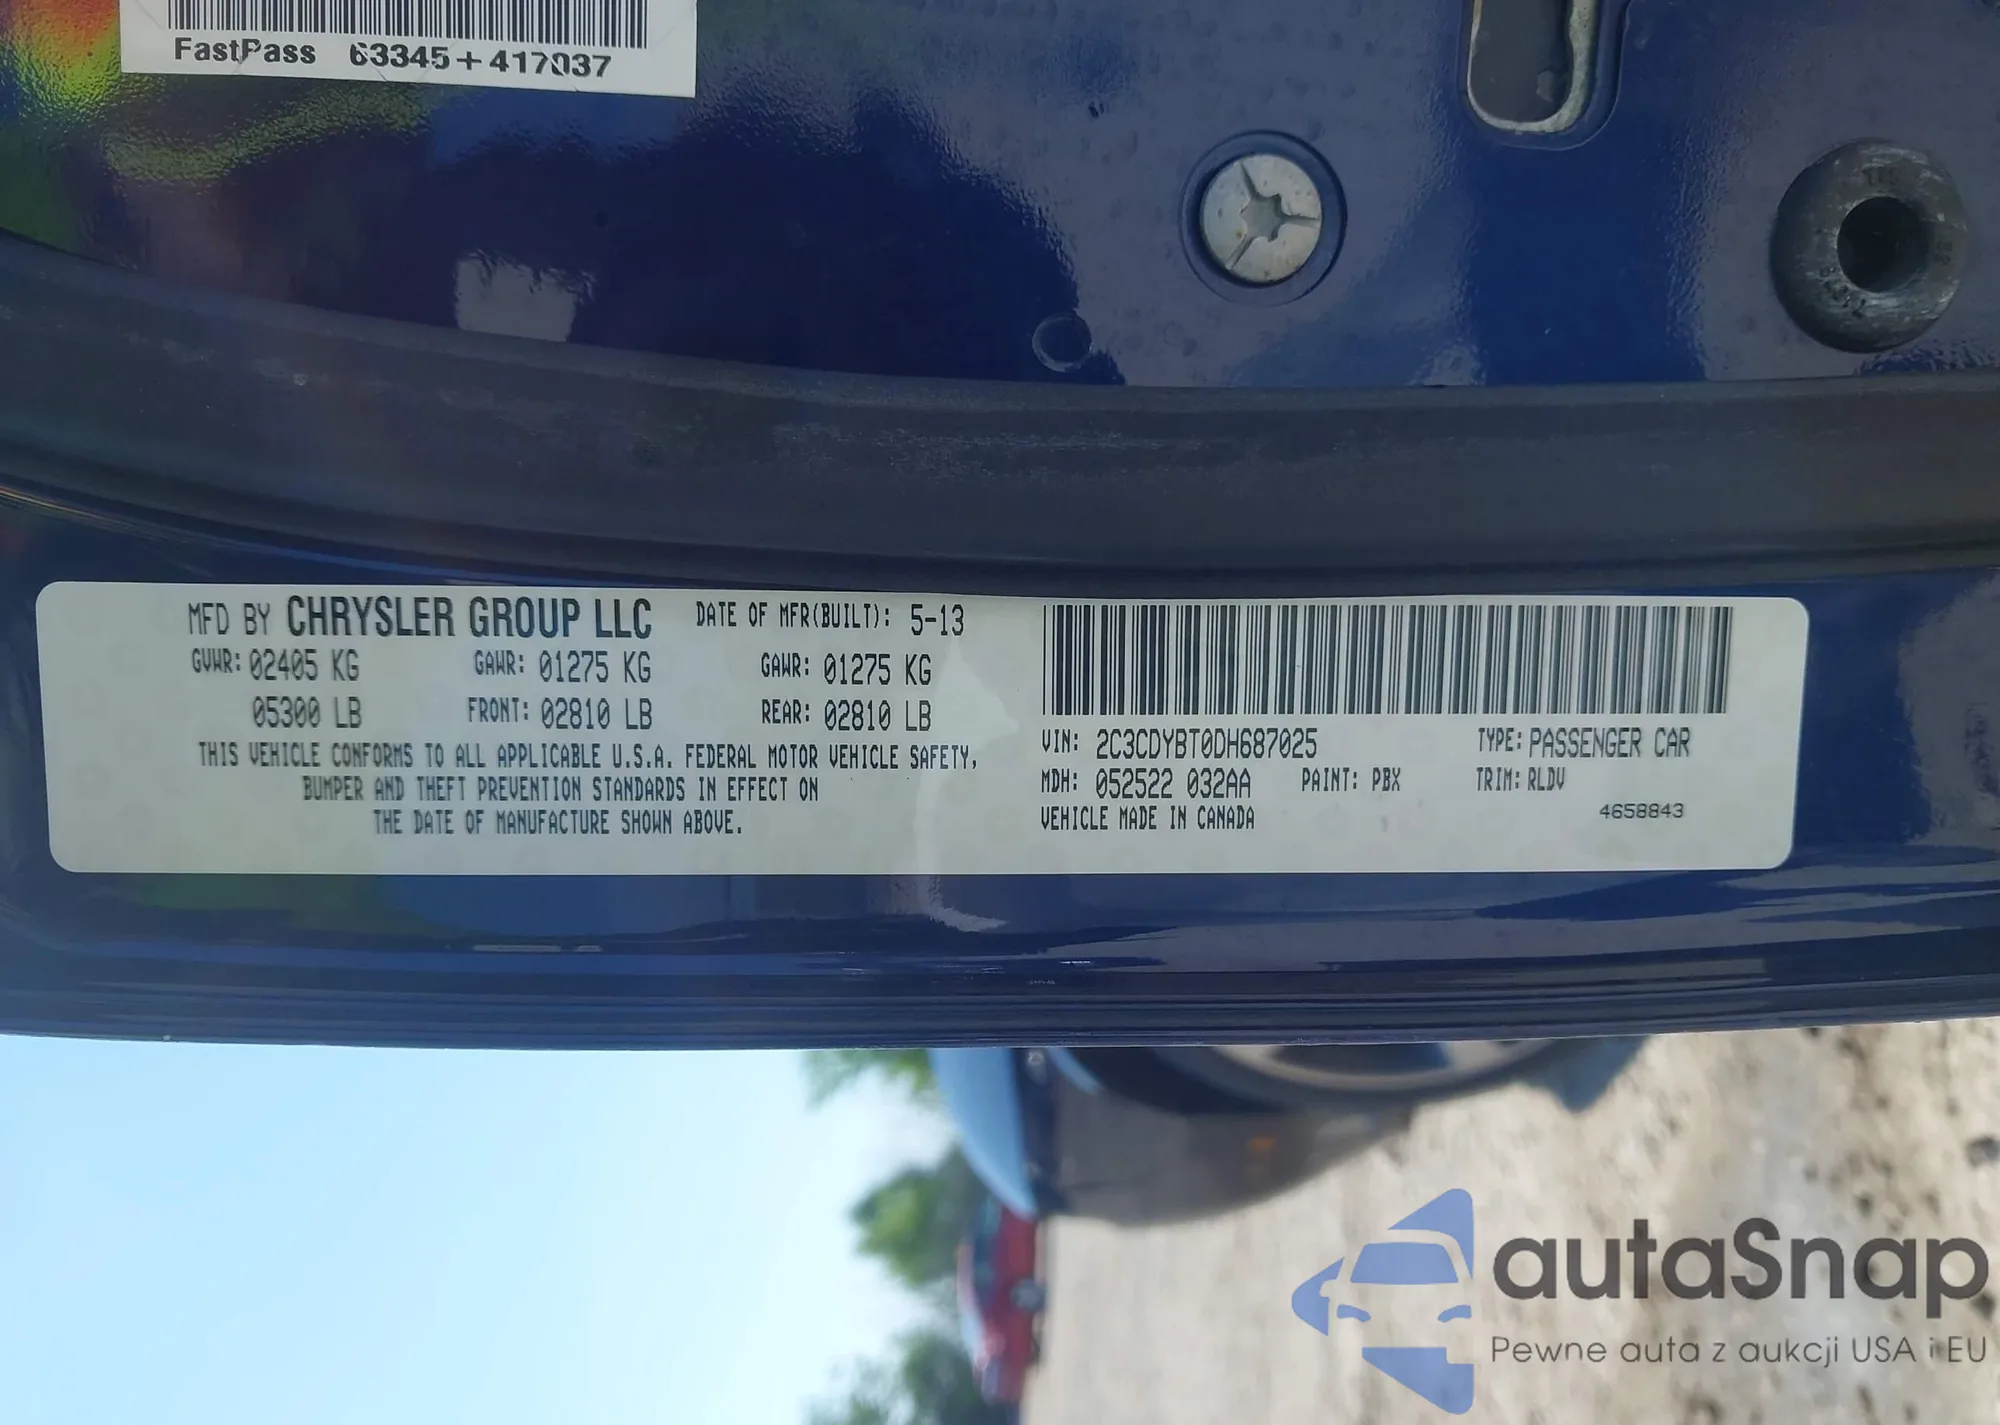 FastPass 63345+417037
MFD BY CHRYSLER GROUP LLC DATE OF MFR(BUILT): 5-13
GVWR: 02405 KG GAWR: 01275 KG GAWR: 01275 KG
05300 LB FRONT: 02810 LB REAR: 02810 LB
THIS VEHICLE CONFORMS TO ALL APPLICABLE U.S.A. FEDERAL MOTOR VEHICLE SAFETY,
BUMPER AND THEFT PREVENTION STANDARDS IN EFFECT ON
THE DATE OF MANUFACTURE SHOWN ABOVE.
VIN: 2C3CDYBT0DH687025 TYPE: PASSENGER CAR
MDH: 052522 032AA PAINT: PBX TRIM: RLDV
VEHICLE MADE IN CANADA 4658843
autaSnap
Pewne auta z aukcji USA i EU